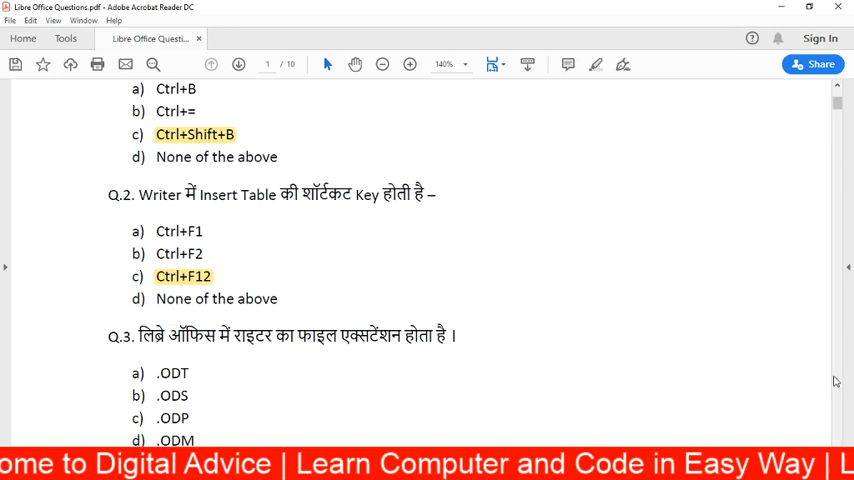 Libre Office Questions.pdf - Adobe Acrobat Reader DC
File Edit View Window Help
Home Tools Libre Office Questi... ×
Sign In
1 / 10
140%
Share
a) Ctrl+B
b) Ctrl+=
c) Ctrl+Shift+B
d) None of the above
Q.2. Writer में Insert Table की शॉर्टकट Key होती है –
a) Ctrl+F1
b) Ctrl+F2
c) Ctrl+F12
d) None of the above
Q.3. लिब्रे ऑफिस में राइटर का फाइल एक्सटेंशन होता है ।
a) .ODT
b) .ODS
c) .ODP
d) .ODM
ome to Digital Advice | Learn Computer and Code in Easy Way | L